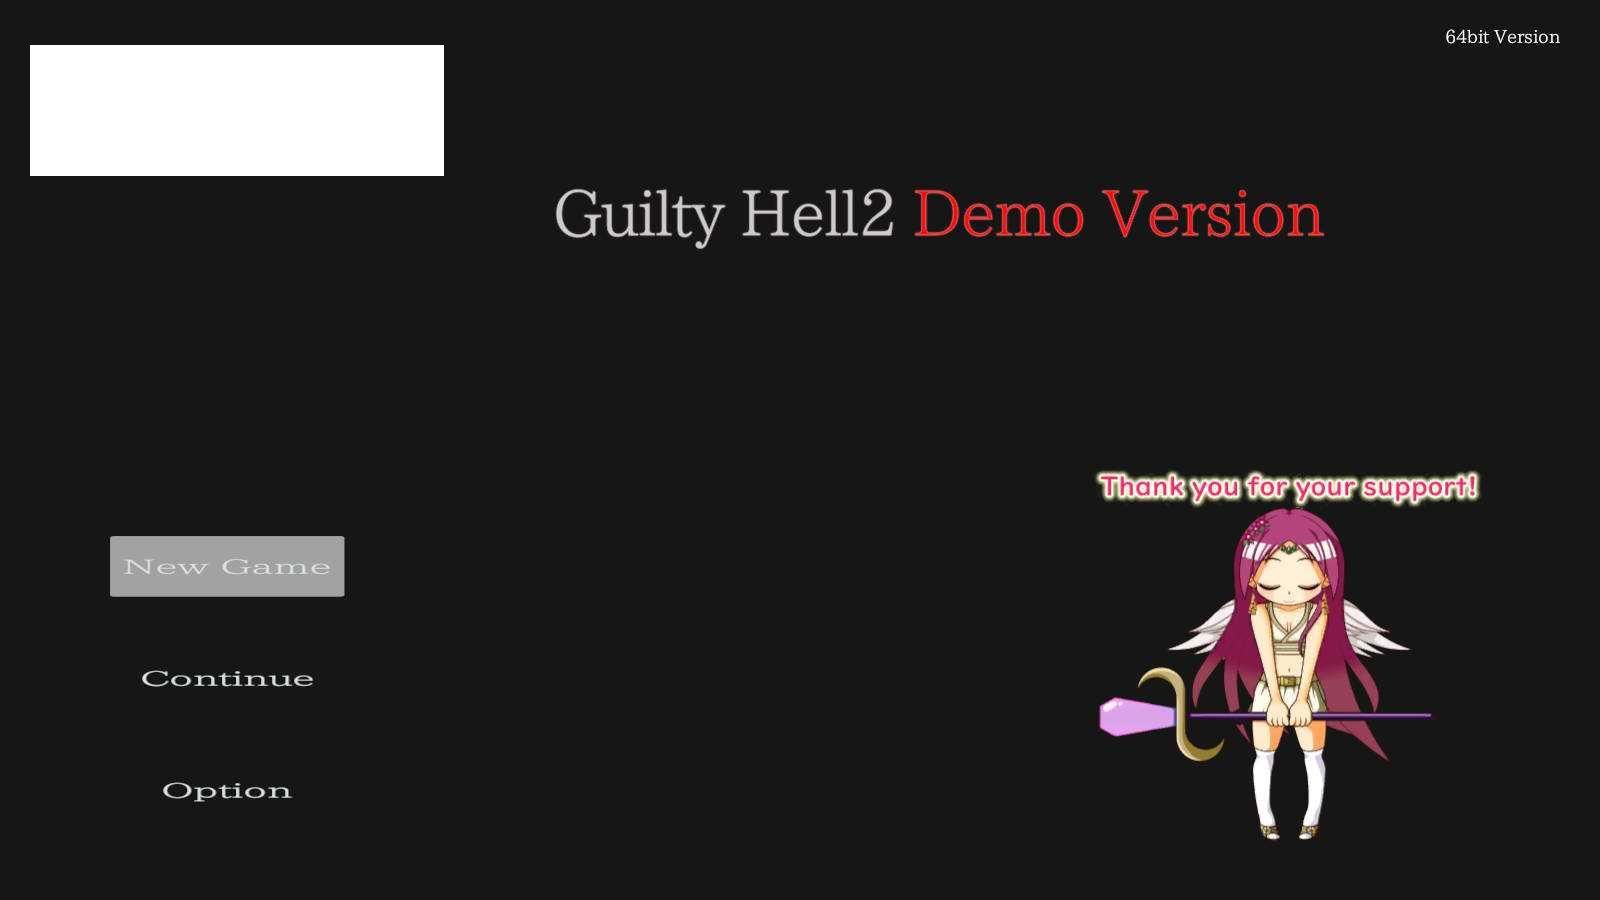 64bit Version
Guilty Hell2 Demo Version
Thank you for your support!
New Game
Continue
Option